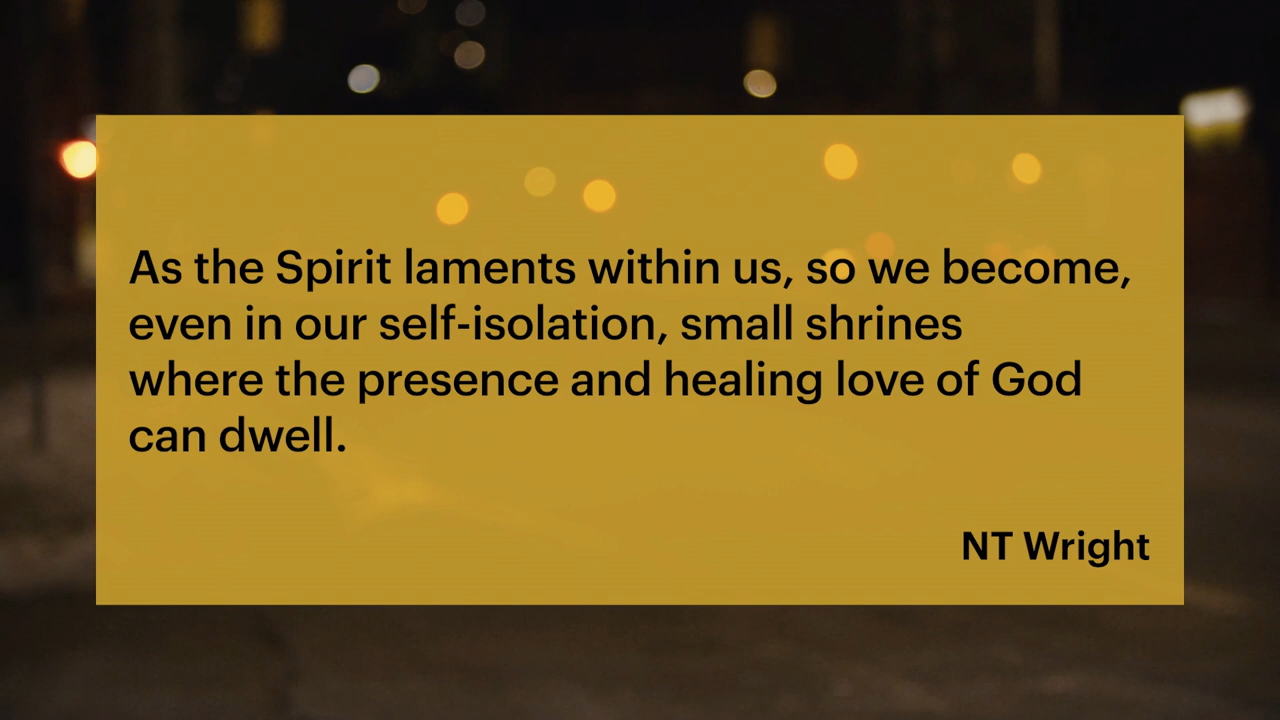 As the Spirit laments within us, so we become,
even in our self-isolation, small shrines
where the presence and healing love of God
can dwell.
NT Wright